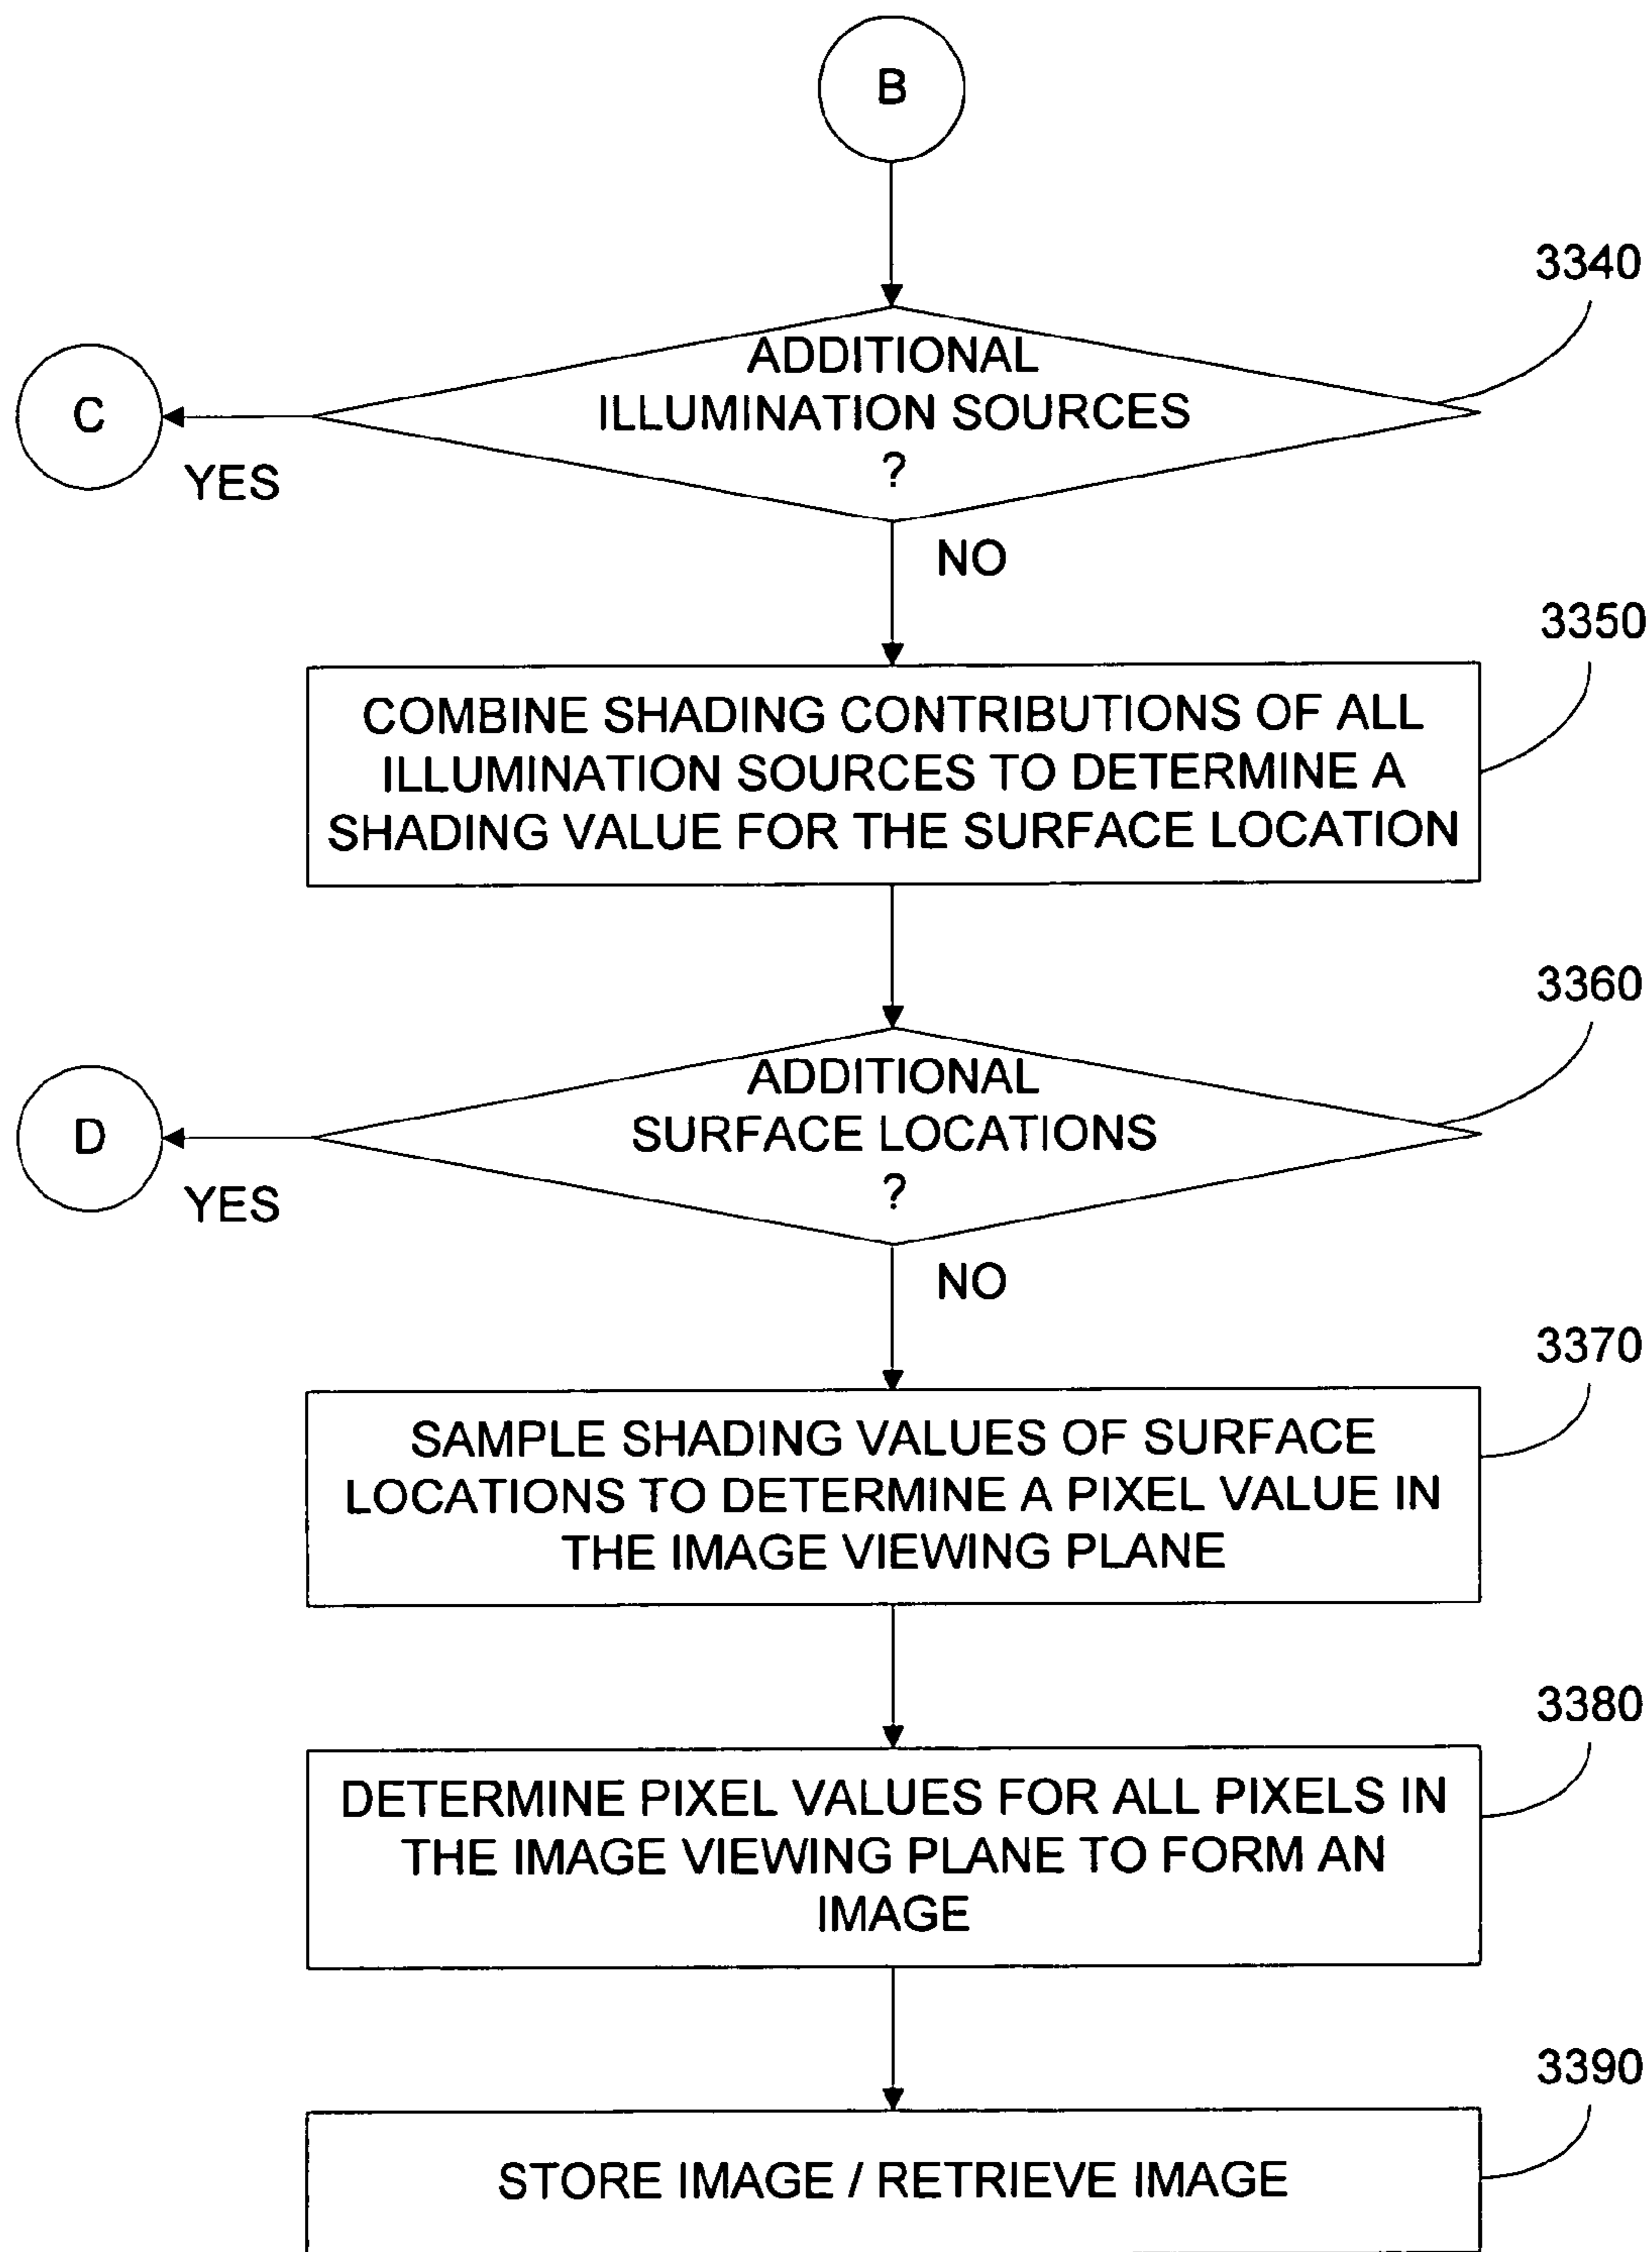 B
3340
ADDITIONAL
ILLUMINATION SOURCES
?
C
YES
NO
3350
COMBINE SHADING CONTRIBUTIONS OF ALL
ILLUMINATION SOURCES TO DETERMINE A
SHADING VALUE FOR THE SURFACE LOCATION
3360
ADDITIONAL
SURFACE LOCATIONS
?
D
YES
NO
3370
SAMPLE SHADING VALUES OF SURFACE
LOCATIONS TO DETERMINE A PIXEL VALUE IN
THE IMAGE VIEWING PLANE
3380
DETERMINE PIXEL VALUES FOR ALL PIXELS IN
THE IMAGE VIEWING PLANE TO FORM AN
IMAGE
3390
STORE IMAGE / RETRIEVE IMAGE